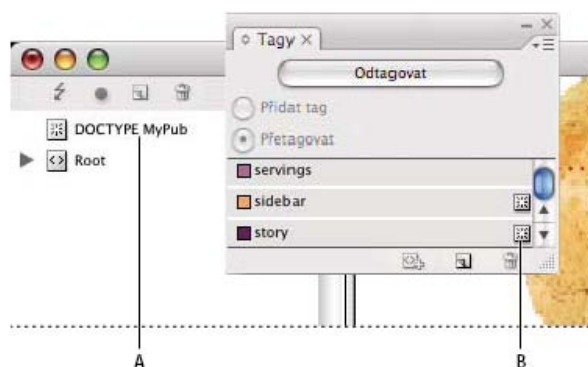 DOCTYPE MyPub
Root
Tagy
Odtagovat
Přidat tag
Přetagovat
servings
sidebar
story
A
B